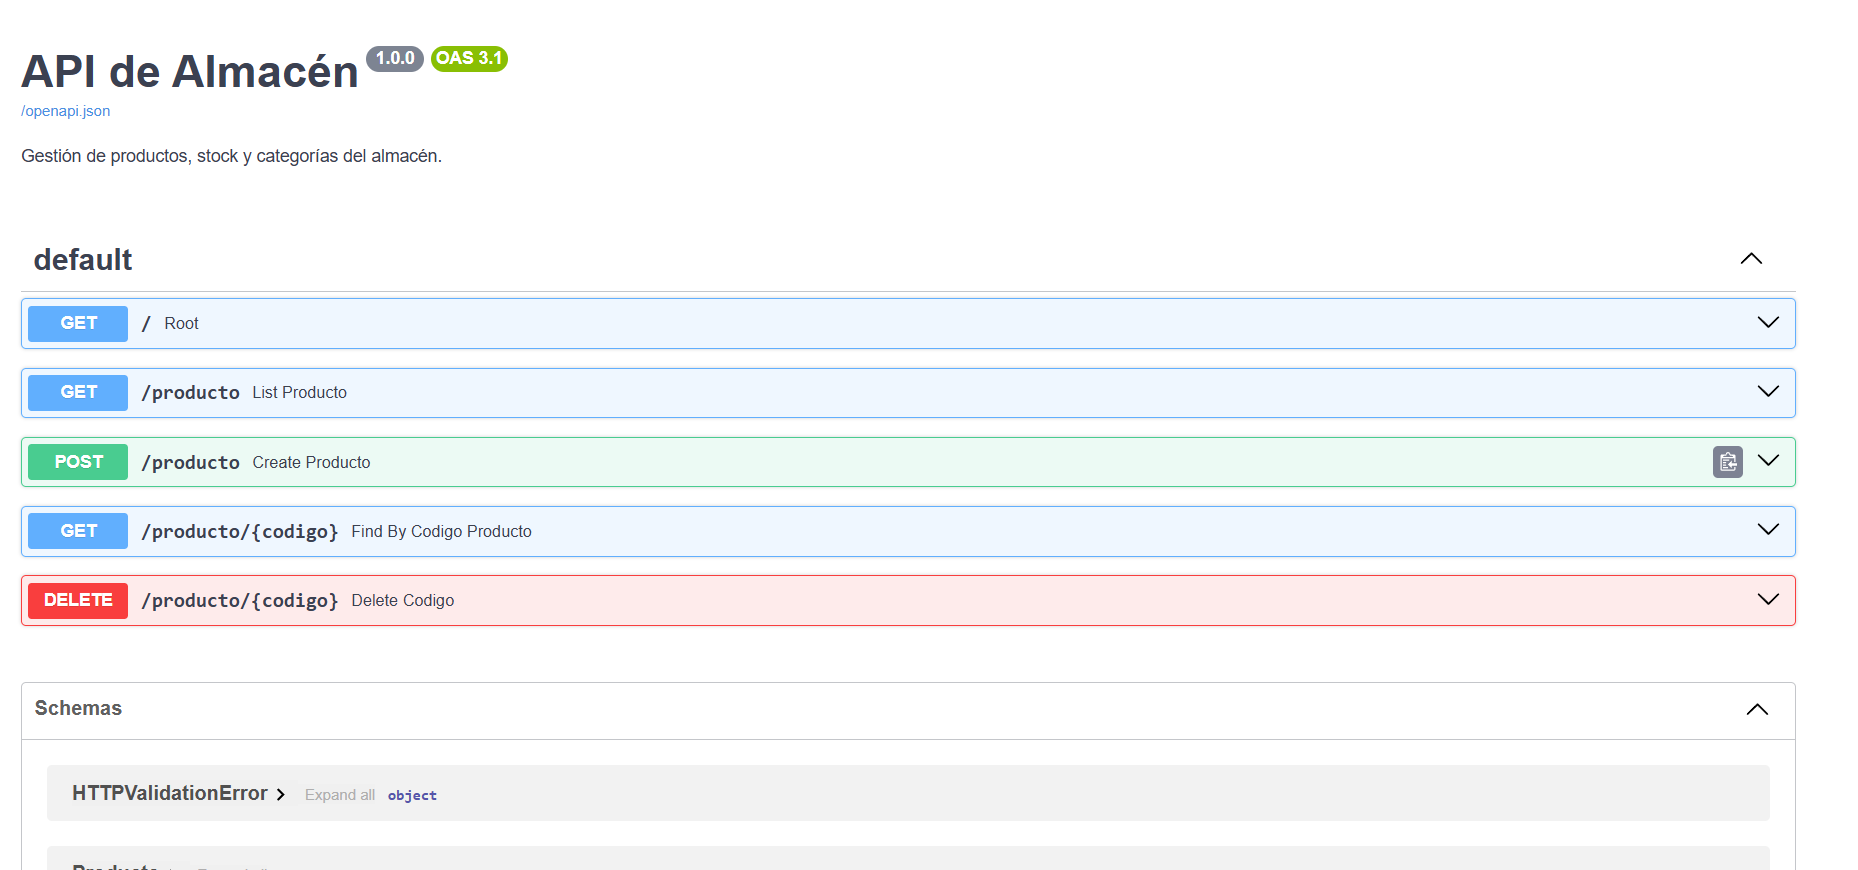 API de Almacén 1.0.0 OAS 3.1
/openapi.json
Gestión de productos, stock y categorías del almacén.
default
GET / Root
GET /producto List Producto
POST /producto Create Producto
GET /producto/{codigo} Find By Codigo Producto
DELETE /producto/{codigo} Delete Codigo
Schemas
HTTPValidationError Expand all object